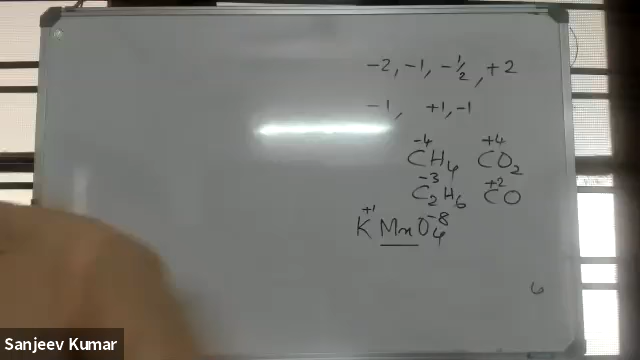 -2, -1, -1/2, +2
-1, +1, -1
-4 +4
CH4 CO2
-3 +2
C2H6 CO
+1 -8
K MnO4
6
Sanjeev Kumar